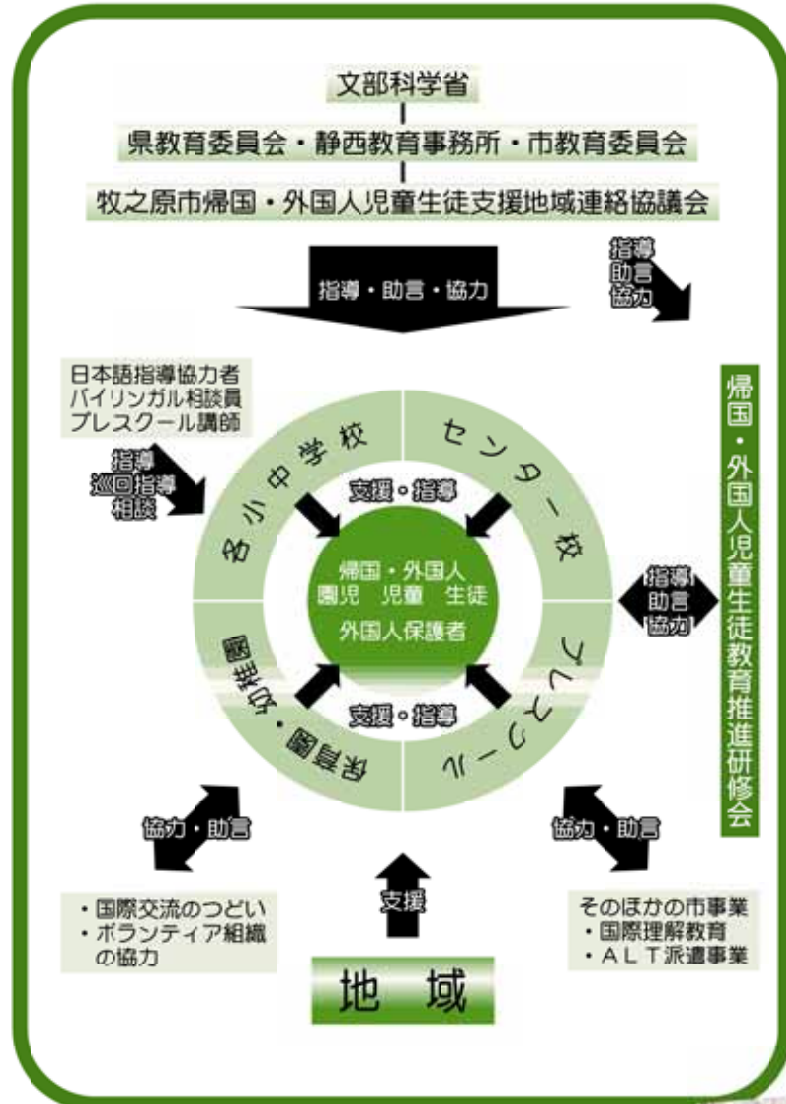 文部科学省
県教育委員会・静西教育事務所・市教育委員会
牧之原市帰国・外国人児童生徒支援地域連絡協議会
指導・助言・協力
指導
助言
協力
日本語指導協力者
バイリンガル相談員
プレスクール講師
指導
巡回指導
相談
各小中学校
センター校
支援・指導
帰国・外国人
園児 児童 生徒
外国人保護者
支援・指導
保育園・幼稚園
プレスクール
指導
助言
協力
帰国・外国人児童生徒教育推進研修会
協力・助言
協力・助言
・国際交流のつどい
・ボランティア組織
の協力
支援
そのほかの市事業
・国際理解教育
・ALT派遣事業
地域